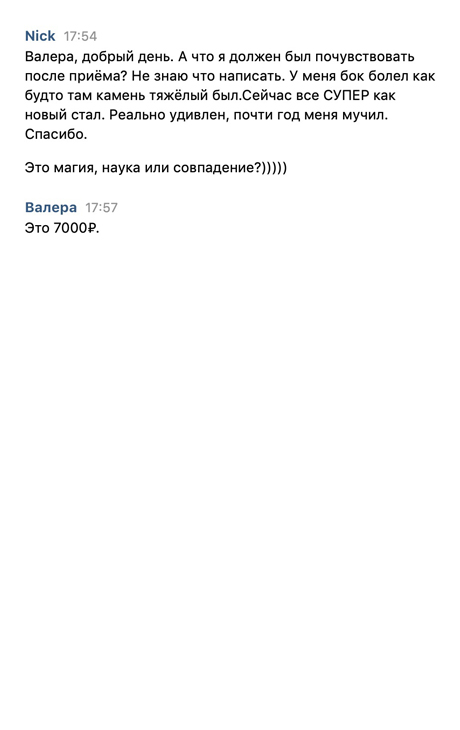 Nick 17:54
Валера, добрый день. А что я должен был почувствовать
после приёма? Не знаю что написать. У меня бок болел как
будто там камень тяжёлый был.Сейчас все СУПЕР как
новый стал. Реально удивлен, почти год меня мучил.
Спасибо.
Это магия, наука или совпадение?)))))
Валера 17:57
Это 7000₽.